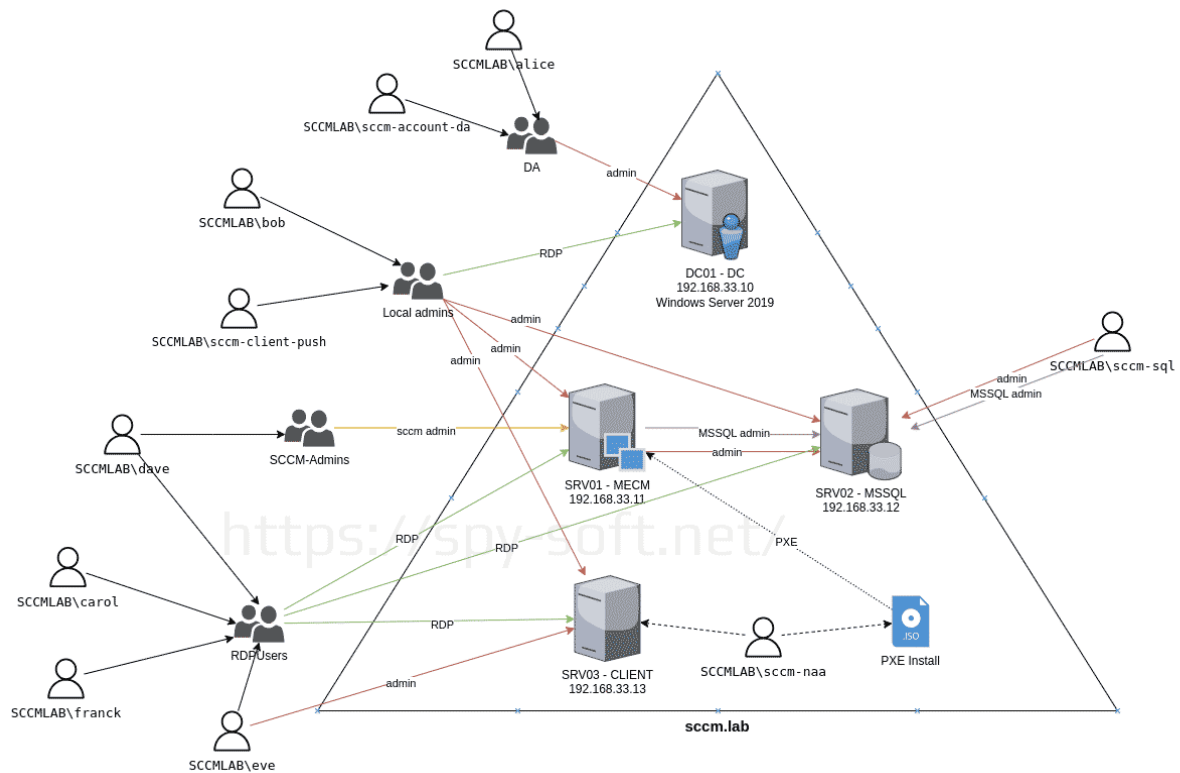 SCCMLAB\alice
SCCMLAB\sccm-account-da
DA
admin
SCCMLAB\bob
RDP
DC01 - DC
192.168.33.10
Windows Server 2019
Local admins
SCCMLAB\sccm-client-push
admin
admin
admin
SCCMLAB\sccm-sql
admin
MSSQL admin
SCCMLAB\dave
SCCM-Admins
sccm admin
MSSQL admin
admin
SRV01 - MECM
192.168.33.11
SRV02 - MSSQL
192.168.33.12
https://spy-soft.net/
RDP
RDP
PXE
SCCMLAB\carol
RDPUsers
RDP
.ISO
PXE Install
SCCMLAB\sccm-naa
SRV03 - CLIENT
192.168.33.13
admin
SCCMLAB\franck
sccm.lab
SCCMLAB\eve